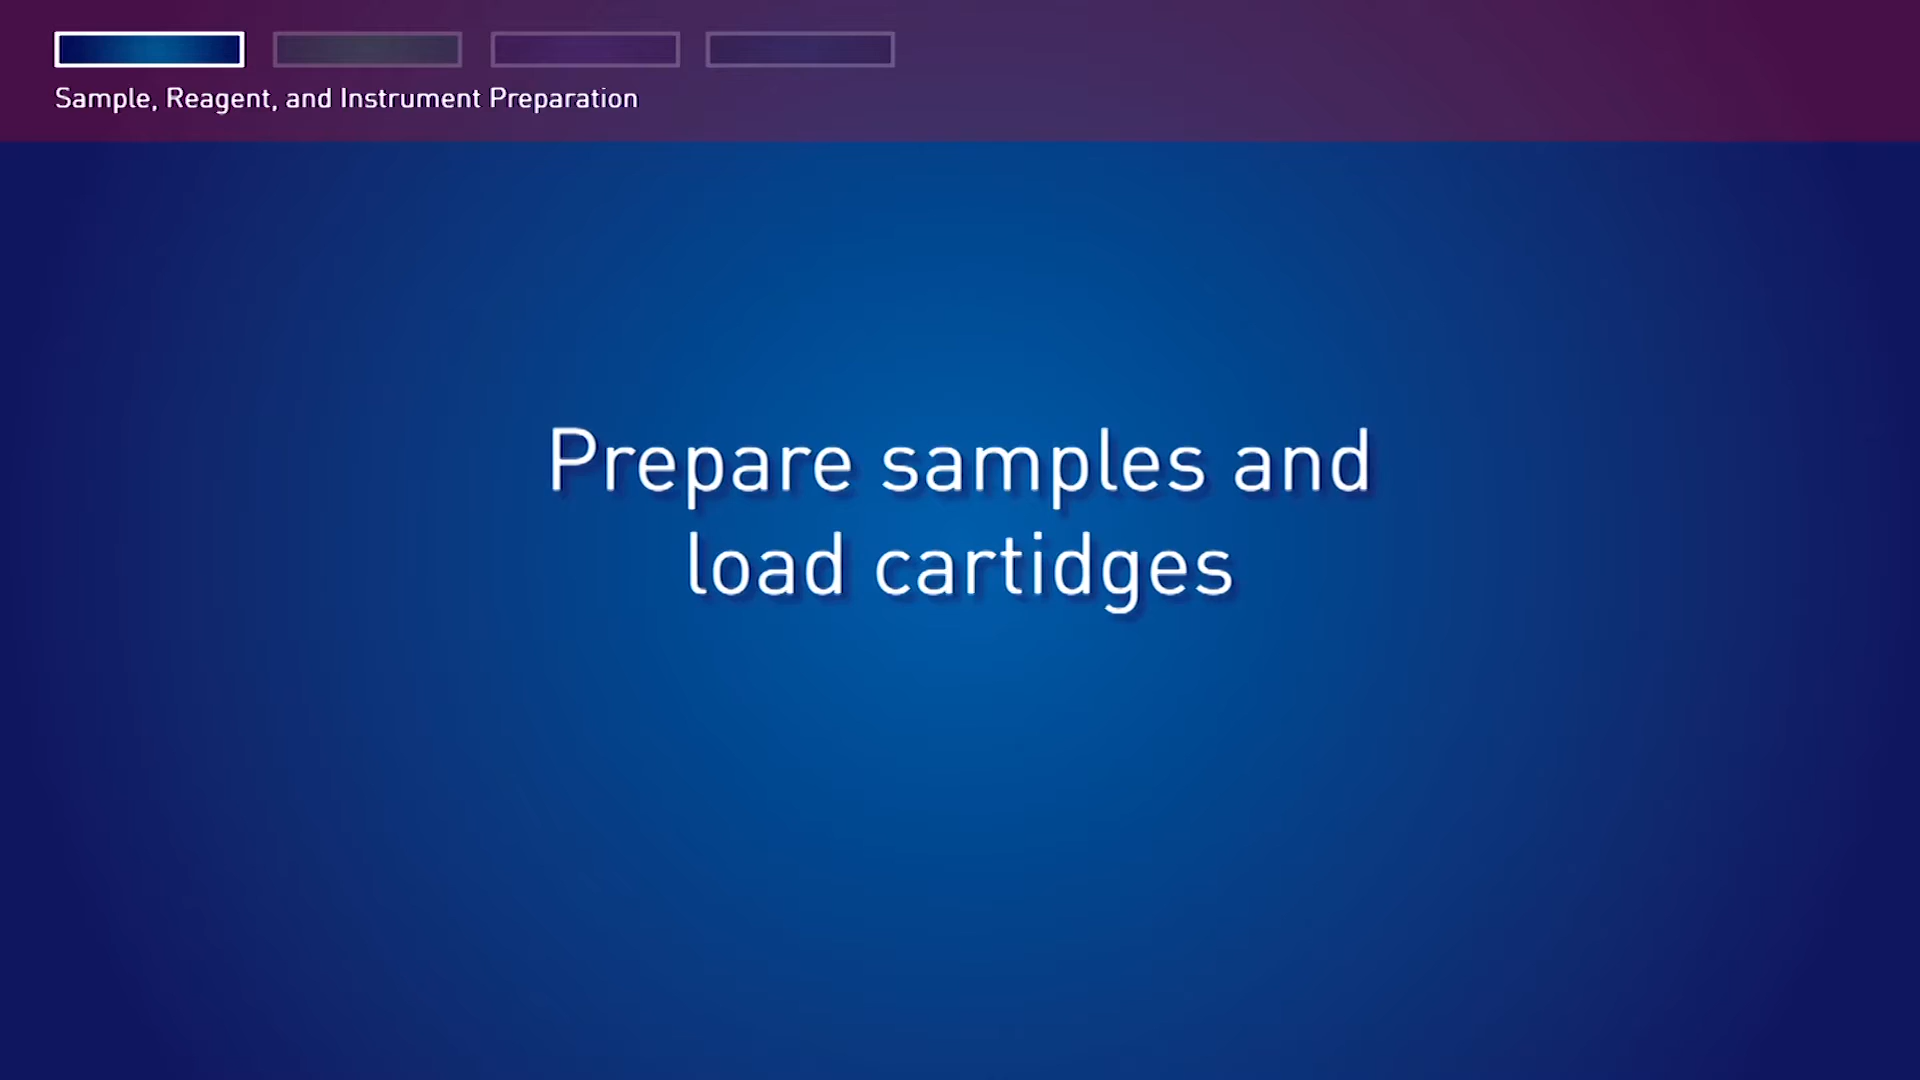 Sample, Reagent, and Instrument Preparation
Prepare samples and
load cartidges